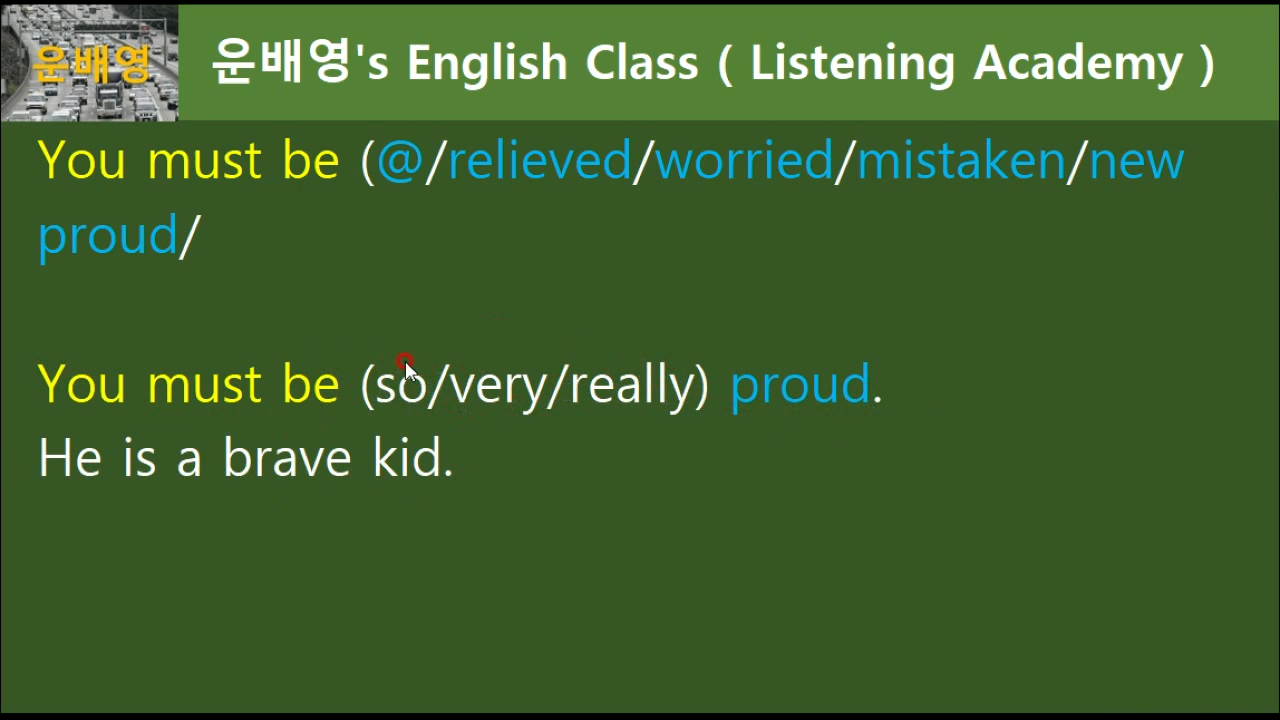 운배영
운배영's English Class ( Listening Academy )
You must be (@/relieved/worried/mistaken/new
proud/
You must be (so/very/really) proud.
He is a brave kid.